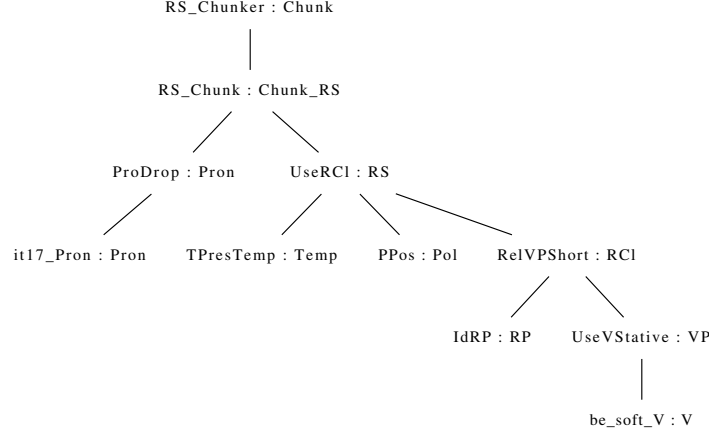 RS_Chunker : Chunk
RS_Chunk : Chunk_RS
ProDrop : Pron UseRCl : RS
it17_Pron : Pron TPresTemp : Temp PPos : Pol RelVPShort : RCl
IdRP : RP UseVStative : VP
be_soft_V : V